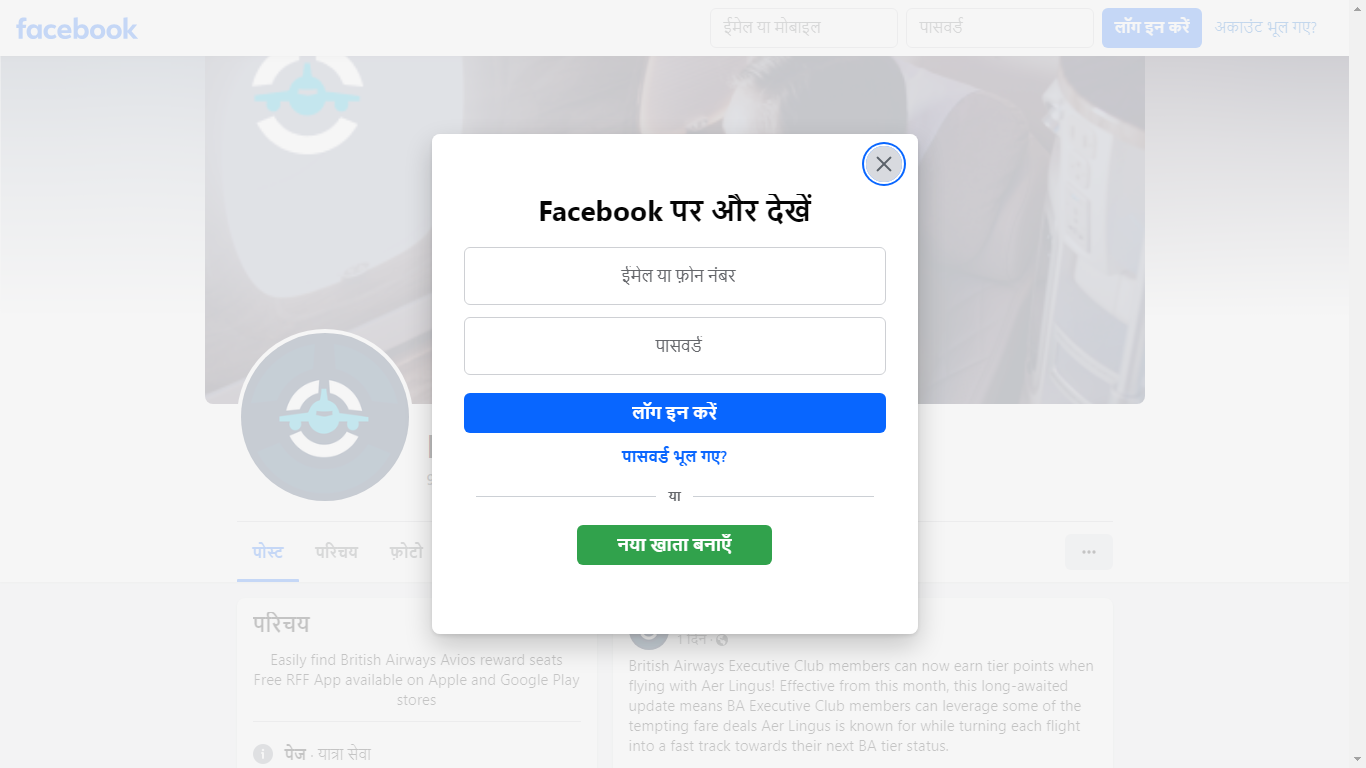 facebook
ईमेल या मोबाइल
पासवर्ड
लॉग इन करें
अकाउंट भूल गए?
Facebook पर और देखें
ईमेल या फ़ोन नंबर
पासवर्ड
लॉग इन करें
पासवर्ड भूल गए?
या
नया खाता बनाएँ
पोस्ट
परिचय
फ़ोटो
परिचय
Easily find British Airways Avios reward seats
Free RFF App available on Apple and Google Play
stores
पेज · यात्रा सेवा
1 दिन ·
British Airways Executive Club members can now earn tier points when
flying with Aer Lingus! Effective from this month, this long-awaited
update means BA Executive Club members can leverage some of the
tempting fare deals Aer Lingus is known for while turning each flight
into a fast track towards their next BA tier status.